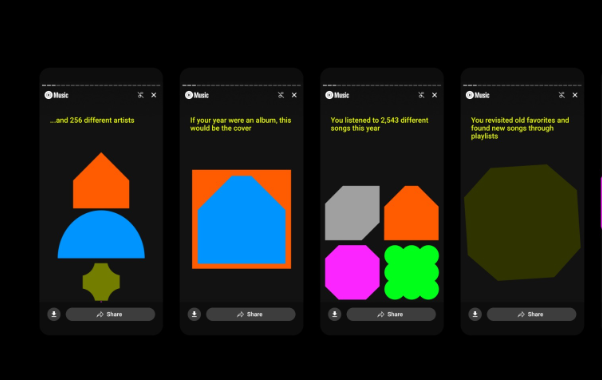 Music
...and 256 different artists
Share
Music
If your year were an album, this
would be the cover
Share
Music
You listened to 2,543 different
songs this year
Share
Music
You revisited old favorites and
found new songs through
playlists
Share